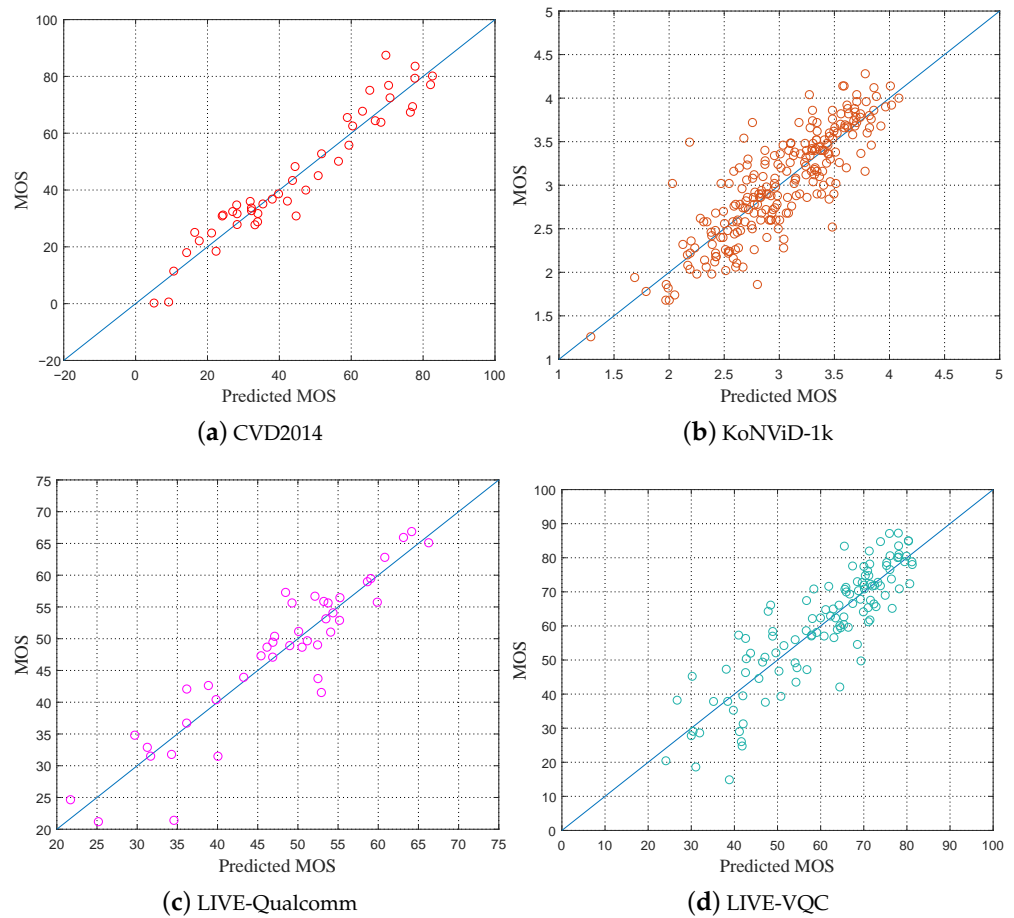 100
80
60
40
20
0
−20
MOS
−20 0 20 40 60 80 100
Predicted MOS
(a) CVD2014
5
4.5
4
3.5
3
2.5
2
1.5
1
MOS
1 1.5 2 2.5 3 3.5 4 4.5 5
Predicted MOS
(b) KoNViD-1k
75
70
65
60
55
50
45
40
35
30
25
20
MOS
20 25 30 35 40 45 50 55 60 65 70 75
Predicted MOS
(c) LIVE-Qualcomm
100
90
80
70
60
50
40
30
20
10
0
MOS
0 10 20 30 40 50 60 70 80 90 100
Predicted MOS
(d) LIVE-VQC